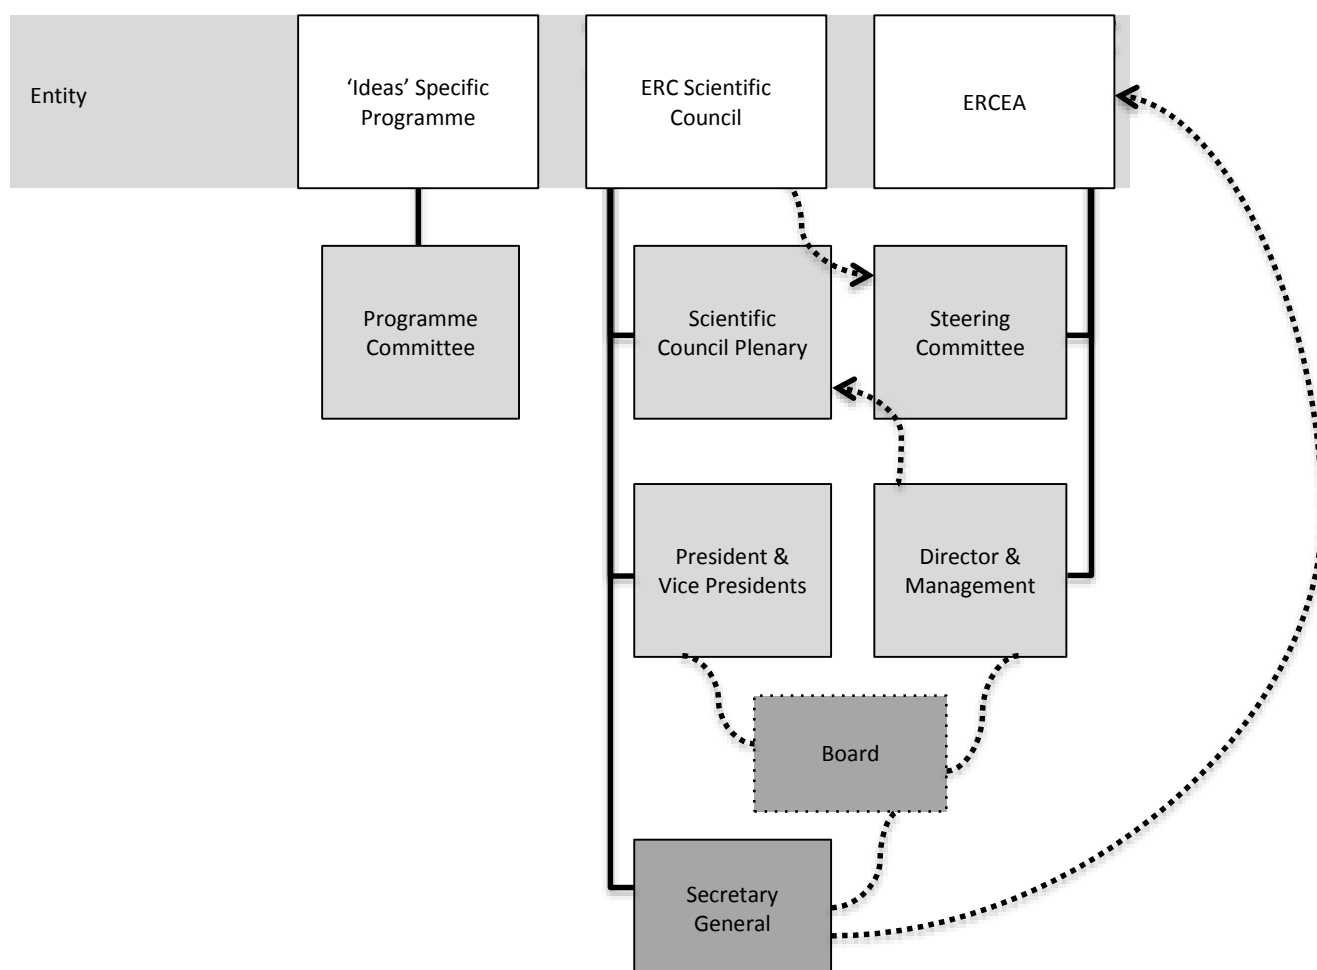 Entity
‘Ideas’ Specific
Programme
ERC Scientific
Council
ERCEA
Programme
Committee
Scientific
Council Plenary
Steering
Committee
President &
Vice Presidents
Director &
Management
Board
Secretary
General